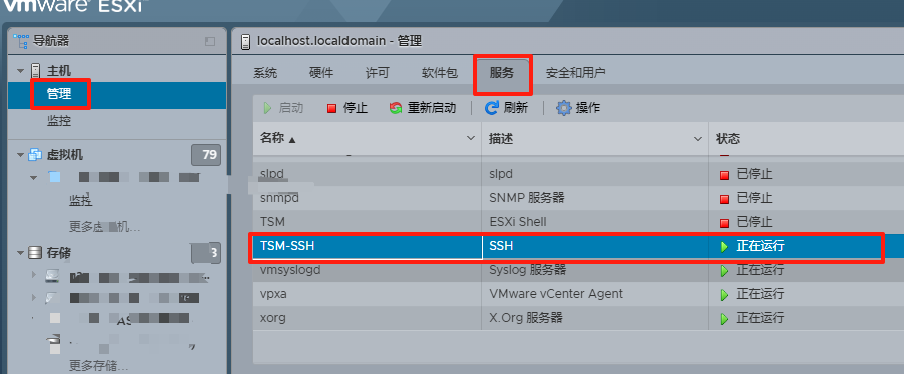 vmware ESXi
导航器
主机
管理
监控
虚拟机 79
监控
更多虚拟机...
存储 3
更多存储...
localhost.localdomain - 管理
系统 硬件 许可 软件包 服务 安全和用户
启动 停止 重新启动 刷新 操作
名称 ▲ 描述 状态
slpd slpd 已停止
snmpd SNMP 服务器 已停止
TSM ESXi Shell 已停止
TSM-SSH SSH 正在运行
vmsyslogd Syslog 服务器 正在运行
vpxa VMware vCenter Agent 正在运行
xorg X.Org 服务器 正在运行